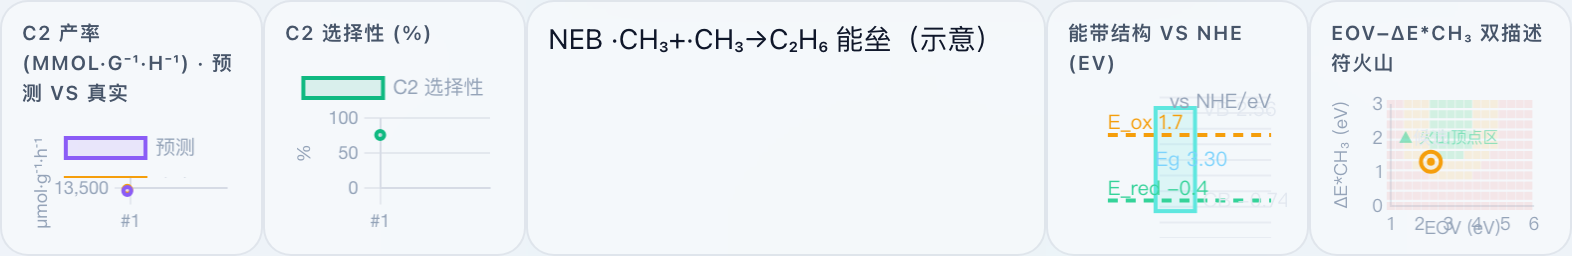 C2 产率
(MMOL·G⁻¹·H⁻¹) · 预
测 VS 真实
预测
μmol·g⁻¹·h⁻¹
13,500
#1
C2 选择性 (%)
C2 选择性
%
100
50
0
#1
NEB ·CH₃+·CH₃→C₂H₆ 能垒（示意）
能带结构 VS NHE
(EV)
vs NHE/eV
E_ox 1.7
Eg 3.30
E_red −0.4
EOV–ΔE*CH₃ 双描述
符火山
ΔE*CH₃ (eV)
3
2
1
0
火山顶点区
1 2 3 4 5 6
EOV (eV)